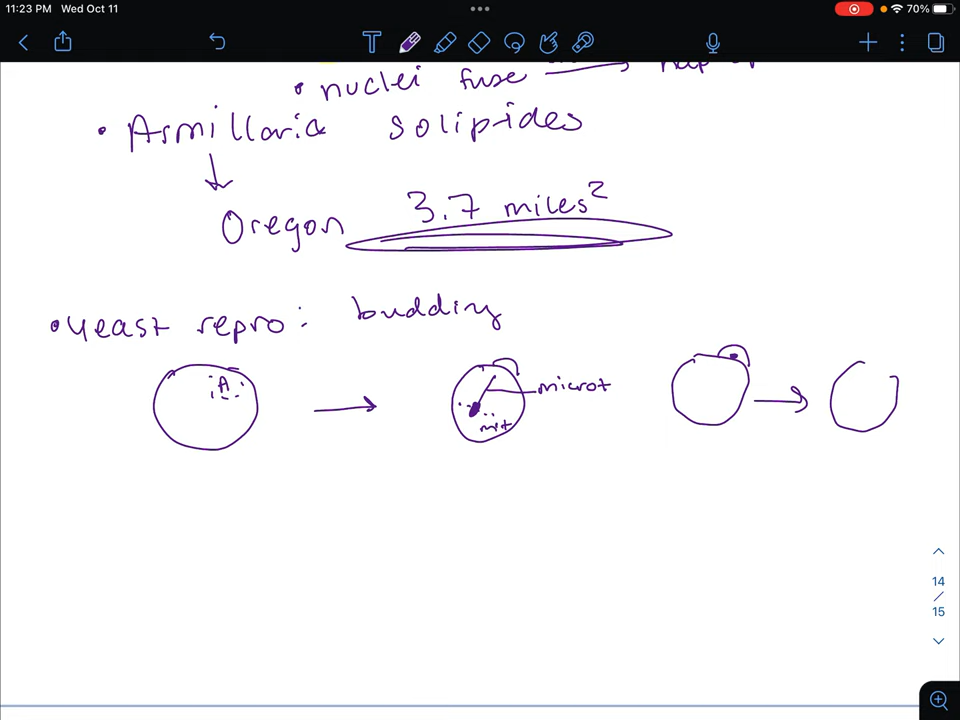 11:23 PM Wed Oct 11
70%
T
• nuclei fuse
• Armillaria solipides
Oregon 3.7 miles²
• Yeast repro: budding
A
microt
mit
14
/
15